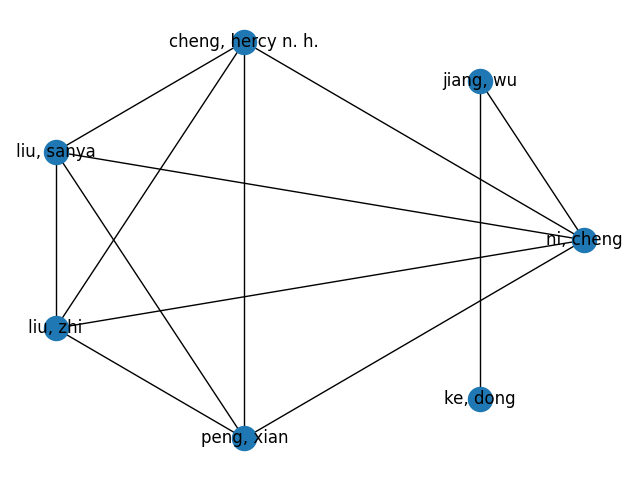 cheng, hercy n. h.
jiang, wu
liu, sanya
ni, cheng
liu, zhi
ke, dong
peng, xian